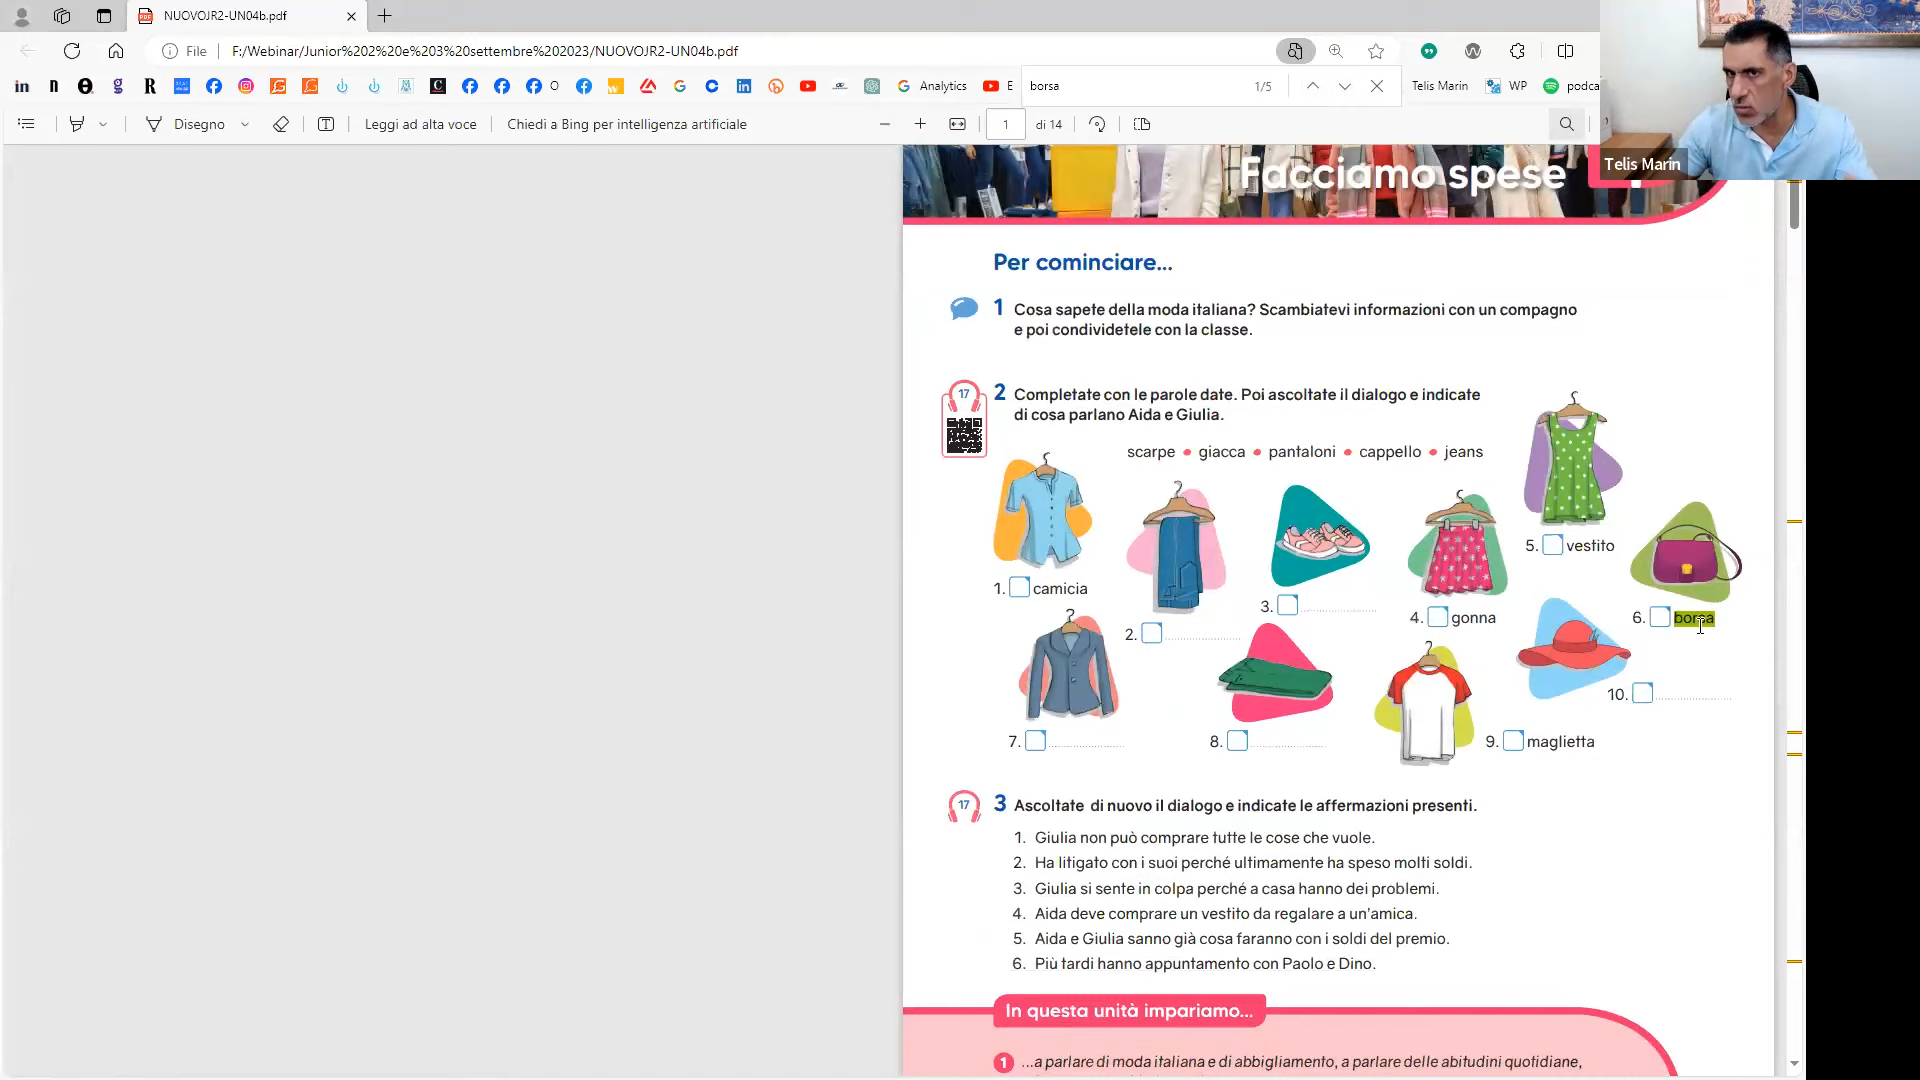 NUOVOJR2-UN04b.pdf
File
F:/Webinar/Junior%202%20e%203%20settembre%202023/NUOVOJR2-UN04b.pdf
Analytics
borsa
1/5
Telis Marin
WP
podca
Disegno
Leggi ad alta voce
Chiedi a Bing per intelligenza artificiale
1
di 14
Telis Marin
Facciamo spese
Per cominciare...
1 Cosa sapete della moda italiana? Scambiatevi informazioni con un compagno
e poi condividetele con la classe.
17
2 Completate con le parole date. Poi ascoltate il dialogo e indicate
di cosa parlano Aida e Giulia.
scarpe • giacca • pantaloni • cappello • jeans
1. camicia
2.
3.
4. gonna
5. vestito
6. borsa
7.
8.
9. maglietta
10.
17
3 Ascoltate di nuovo il dialogo e indicate le affermazioni presenti.
1. Giulia non può comprare tutte le cose che vuole.
2. Ha litigato con i suoi perché ultimamente ha speso molti soldi.
3. Giulia si sente in colpa perché a casa hanno dei problemi.
4. Aida deve comprare un vestito da regalare a un'amica.
5. Aida e Giulia sanno già cosa faranno con i soldi del premio.
6. Più tardi hanno appuntamento con Paolo e Dino.
In questa unità impariamo...
1 ...a parlare di moda italiana e di abbigliamento, a parlare delle abitudini quotidiane,